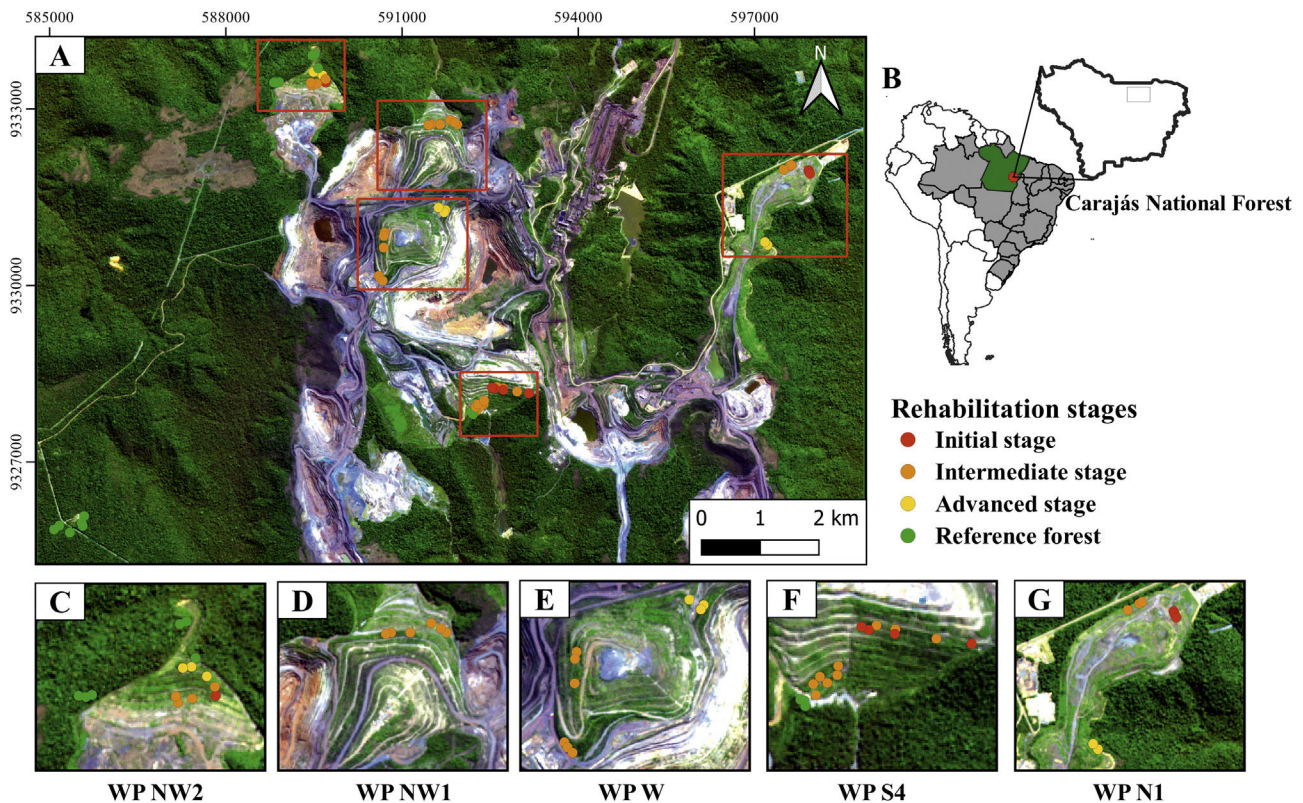 585000
588000
591000
594000
597000
A
N
B
9333000
9330000
9327000
Carajás National Forest
Rehabilitation stages
Initial stage
Intermediate stage
Advanced stage
Reference forest
0 1 2 km
C
D
E
F
G
WP NW2
WP NW1
WP W
WP S4
WP N1